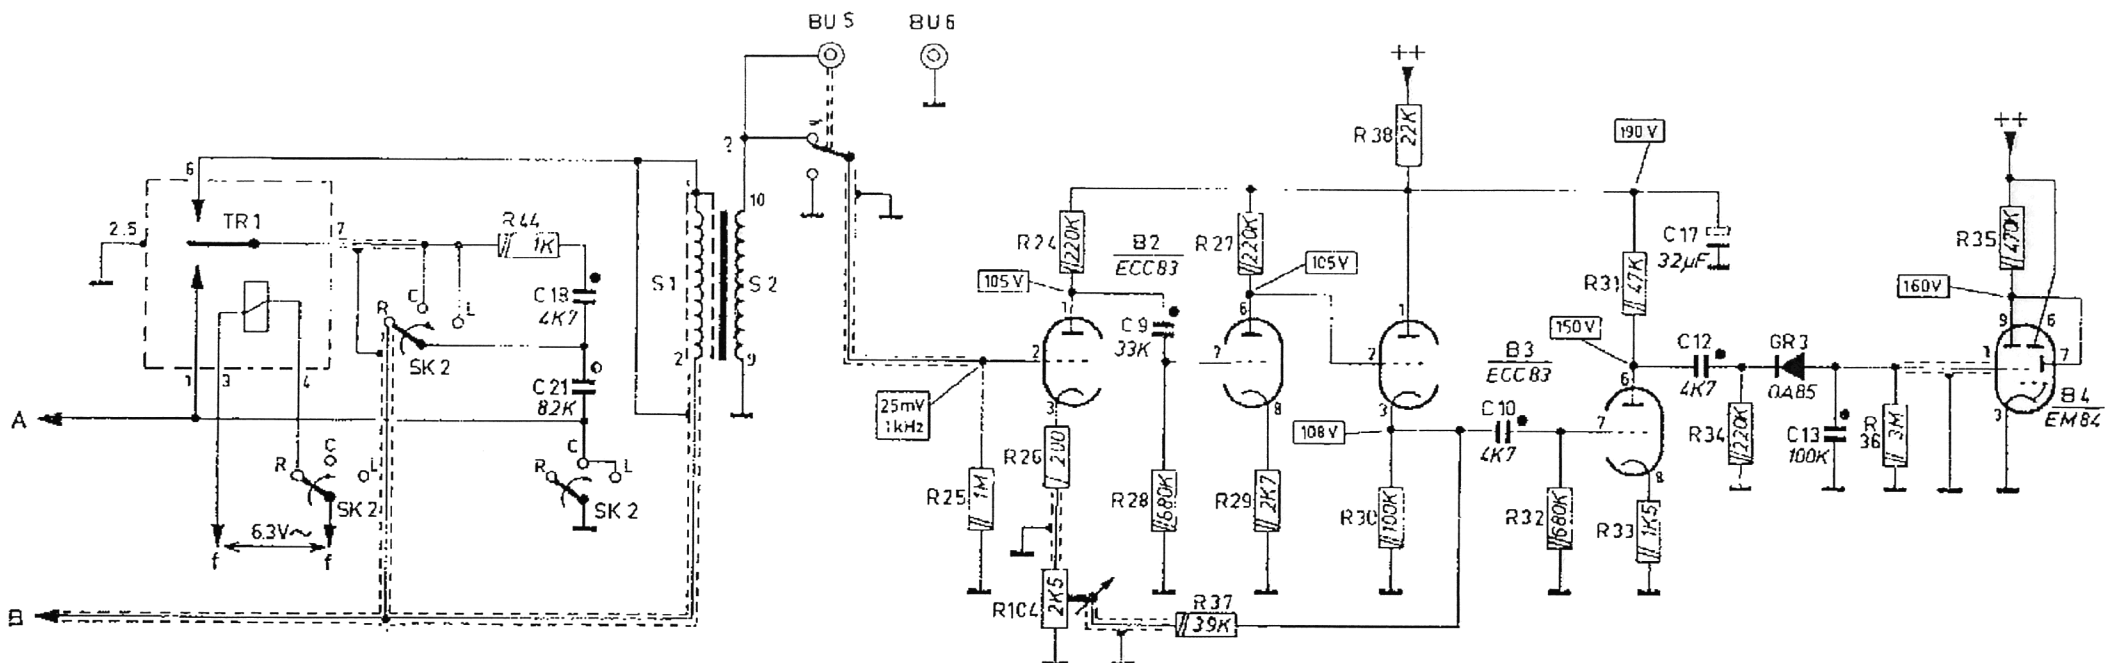 BU 5
BU 6
++
2
R 38
22K
190 V
++
6
TR 1
2.5
7
R 44
1K
10
R 24
220K
B 2
ECC 83
R 27
220K
105 V
C 17
32µF
R 35
470K
R 31
47K
105 V
160V
S 1
S 2
C 18
4K7
C
L
R
SK 2
1
C 9
33K
6
1
150 V
9
6
B 3
ECC 83
C 12
4K7
GR 3
OA85
7
1
3
4
2
9
2
7
6
C 21
82K
25mV
1kHz
3
8
3
108 V
C 10
4K7
7
R 34
220K
C 13
100K
R 36
3M
3
B 4
EM 84
A
R
C
L
SK 2
R
C
L
SK 2
R 26
R 25
1M
R 28
680K
R 29
2K7
R 30
100K
R 32
680K
8
R 33
1K5
6.3V~
f
f
R104
2K5
R 37
39K
B